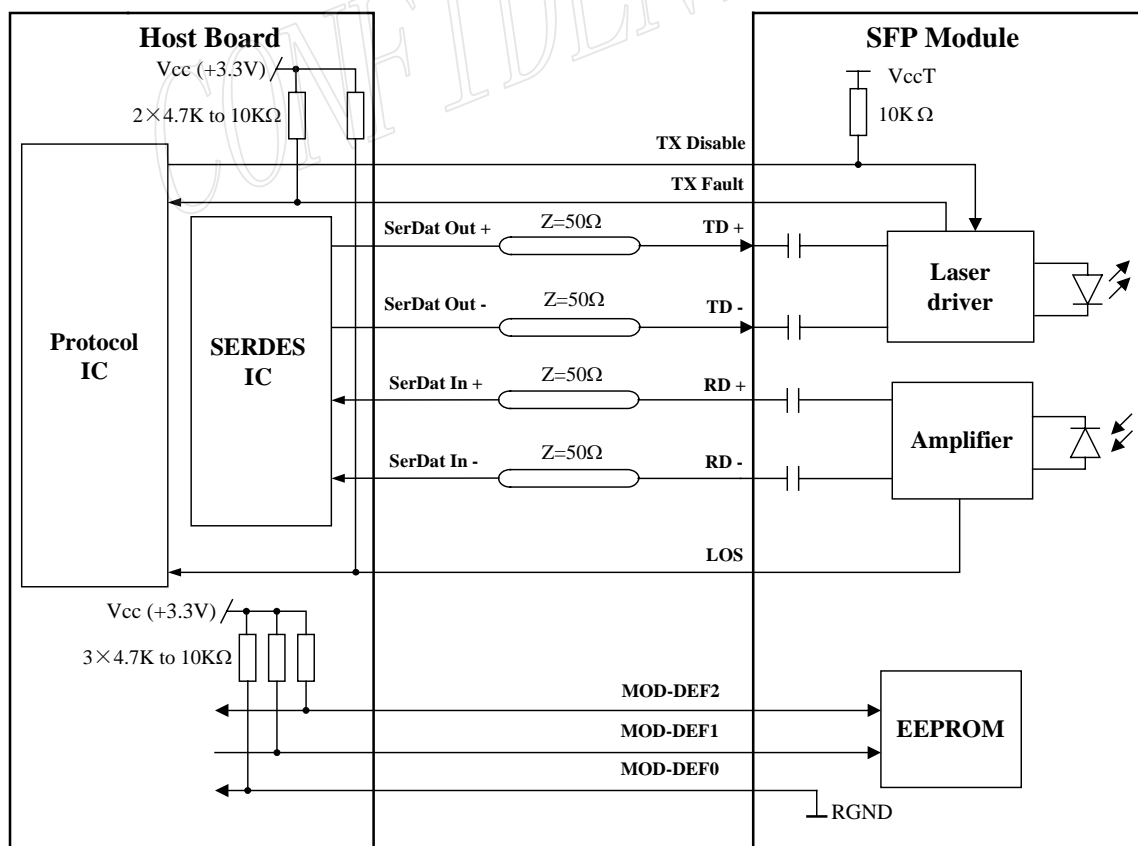 CONFIDEN
Host Board
SFP Module
Vcc (+3.3V)
2×4.7K to 10KΩ
VccT
10K Ω
TX Disable
TX Fault
SerDat Out +
Z=50Ω
TD +
SerDat Out -
Z=50Ω
TD -
Laser
driver
Protocol
IC
SERDES
IC
SerDat In +
Z=50Ω
RD +
SerDat In -
Z=50Ω
RD -
Amplifier
LOS
Vcc (+3.3V)
3×4.7K to 10KΩ
MOD-DEF2
MOD-DEF1
MOD-DEF0
EEPROM
RGND